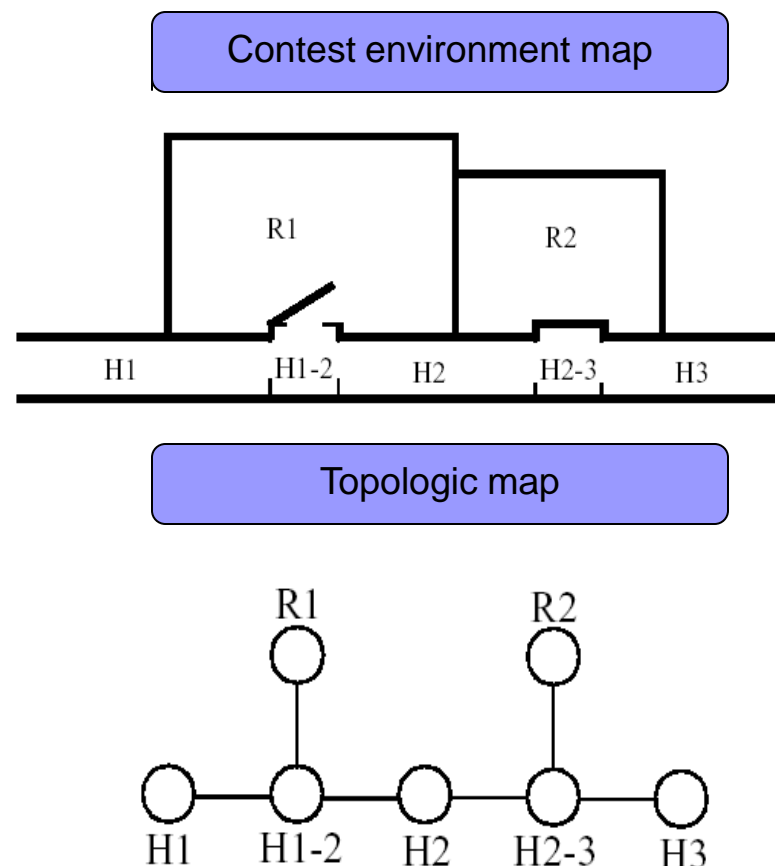 Contest environment map
R1 R2
H1 H1-2 H2 H2-3 H3
Topologic map
R1 R2
H1 H1-2 H2 H2-3 H3